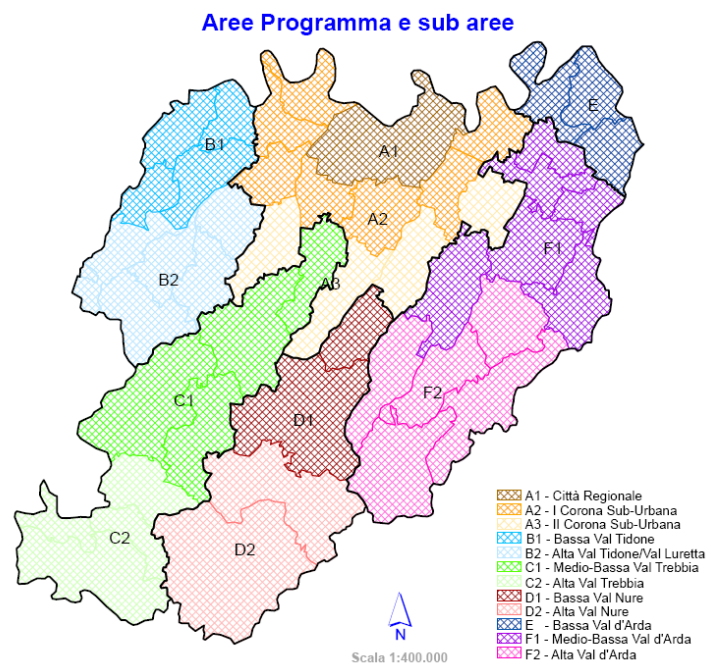 Aree Programma e sub aree
E
B1
A1
A2
F1
B2
A3
F2
C1
D1
C2
D2
A1 - Città Regionale
A2 - I Corona Sub-Urbana
A3 - II Corona Sub-Urbana
B1 - Bassa Val Tidone
B2 - Alta Val Tidone/Val Luretta
C1 - Medio-Bassa Val Trebbia
C2 - Alta Val Trebbia
D1 - Bassa Val Nure
D2 - Alta Val Nure
E - Bassa Val d'Arda
F1 - Medio-Bassa Val d'Arda
F2 - Alta Val d'Arda
N
Scala 1:400.000